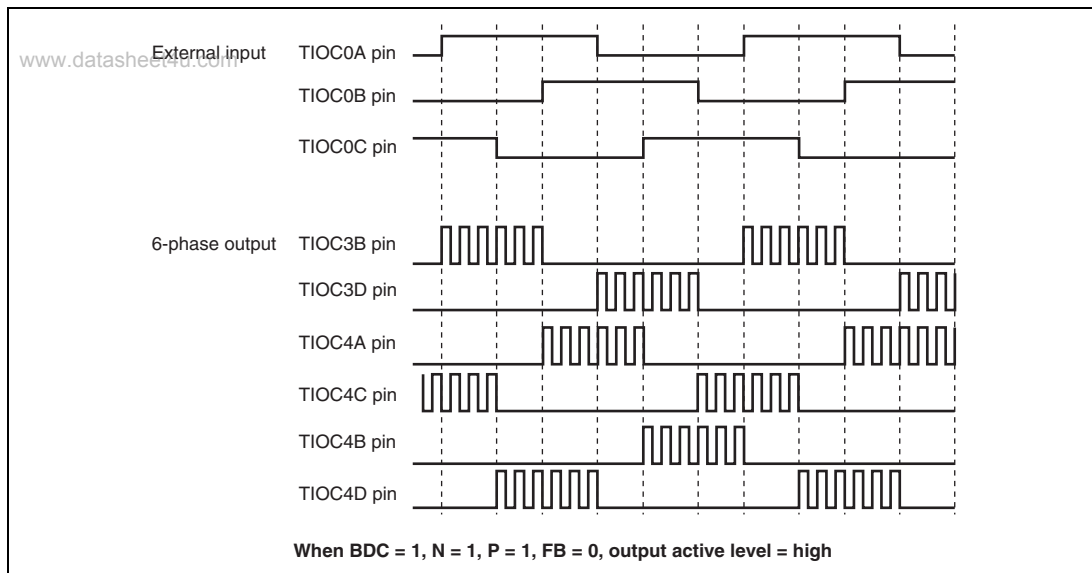 www.datasheet4u.com
External input TIOC0A pin
TIOC0B pin
TIOC0C pin
6-phase output TIOC3B pin
TIOC3D pin
TIOC4A pin
TIOC4C pin
TIOC4B pin
TIOC4D pin
When BDC = 1, N = 1, P = 1, FB = 0, output active level = high